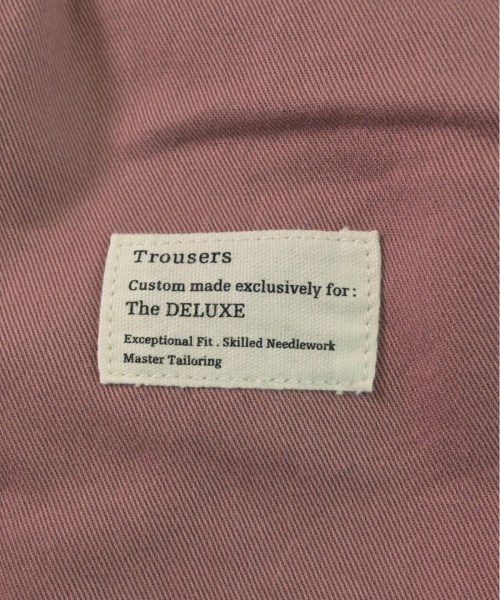 Trousers
Custom made exclusively for:
The DELUXE
Exceptional Fit . Skilled Needlework
Master Tailoring